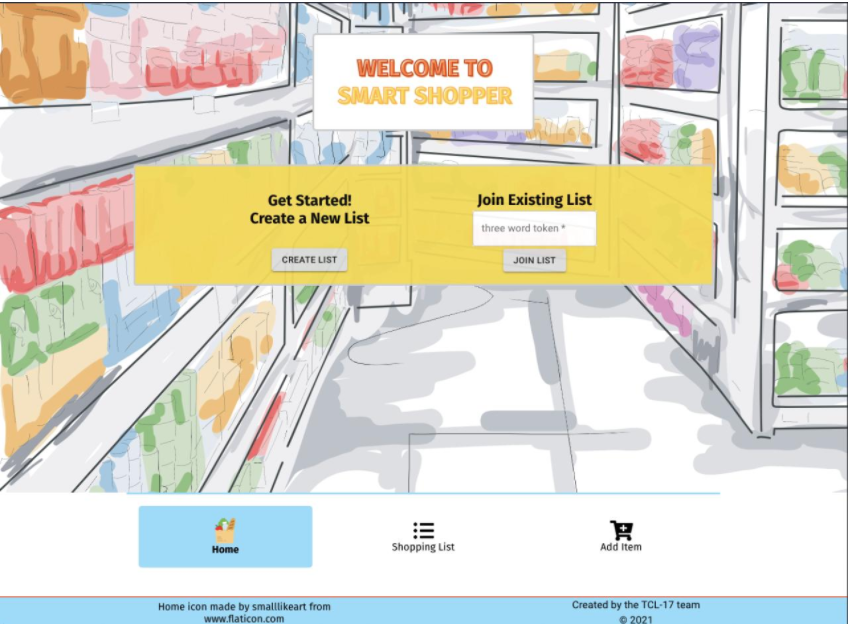 WELCOME TO
SMART SHOPPER
Get Started!
Create a New List
CREATE LIST
Join Existing List
three word token *
JOIN LIST
Home
Shopping List
Add Item
Home icon made by smalllikeart from
www.flaticon.com
Created by the TCL-17 team
© 2021